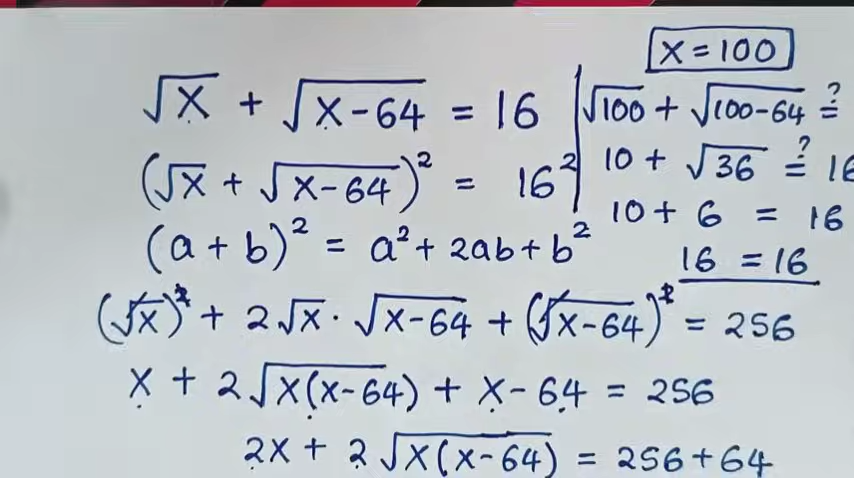 √x + √(x-64) = 16
(√x + √(x-64))² = 16²
(a + b)² = a² + 2ab + b²
(√x)² + 2√x · √(x-64) + (√(x-64))² = 256
x + 2√(x(x-64)) + x - 64 = 256
2x + 2√(x(x-64)) = 256 + 64
x = 100
√100 + √(100-64) ?=
10 + √36 ?= 16
10 + 6 = 16
16 = 16